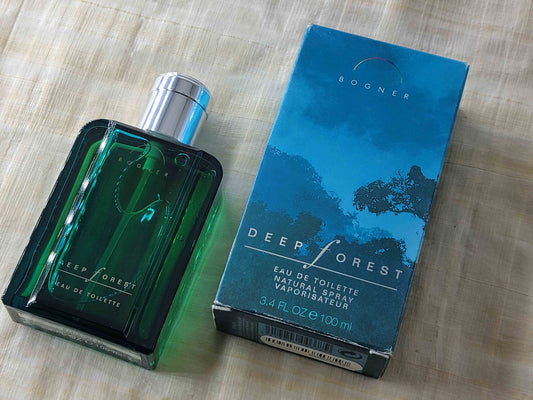 BOGNER
DEEP FOREST
EAU DE TOILETTE
BOGNER
DEEP FOREST
EAU DE TOILETTE
NATURAL SPRAY
VAPORISATEUR
3.4 FL.OZ e 100 ml